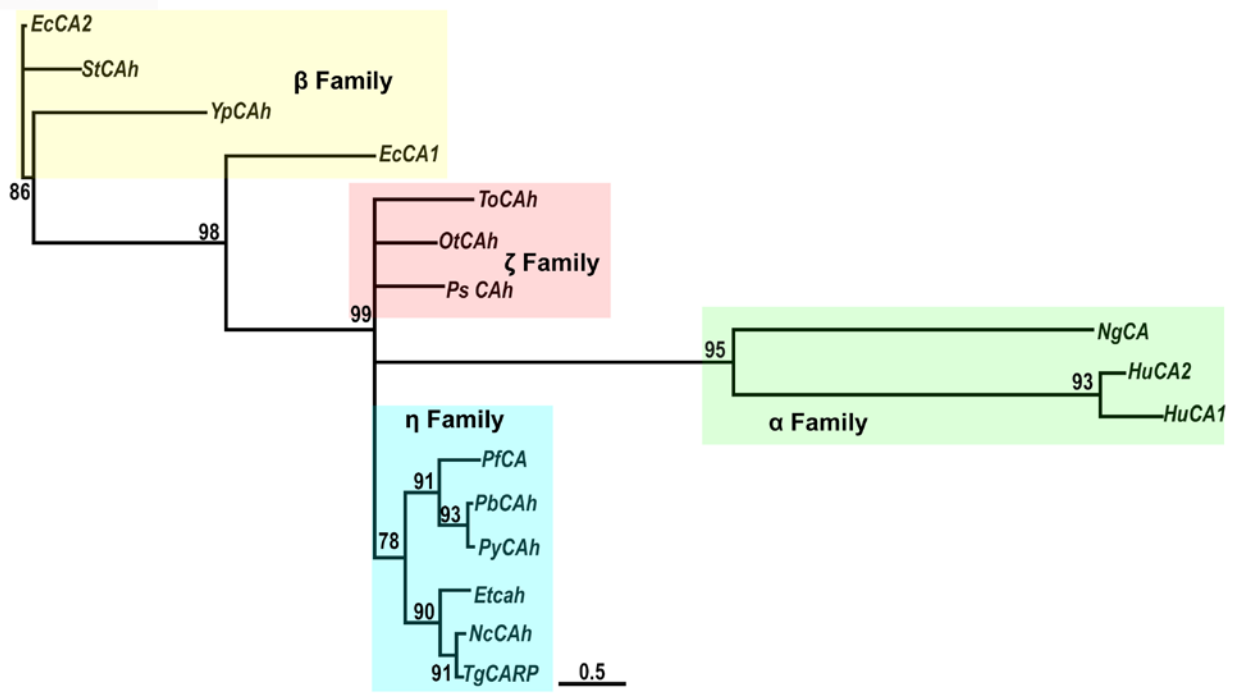 EcCA2
StCAh
β Family
YpCAh
EcCA1
86
ToCAh
98
OtCAh
ζ Family
Ps CAh
99
NgCA
95
HuCA2
93
HuCA1
α Family
η Family
PfCA
91
PbCAh
93
PyCAh
78
Etcah
90
NcCAh
91
TgCARP
0.5